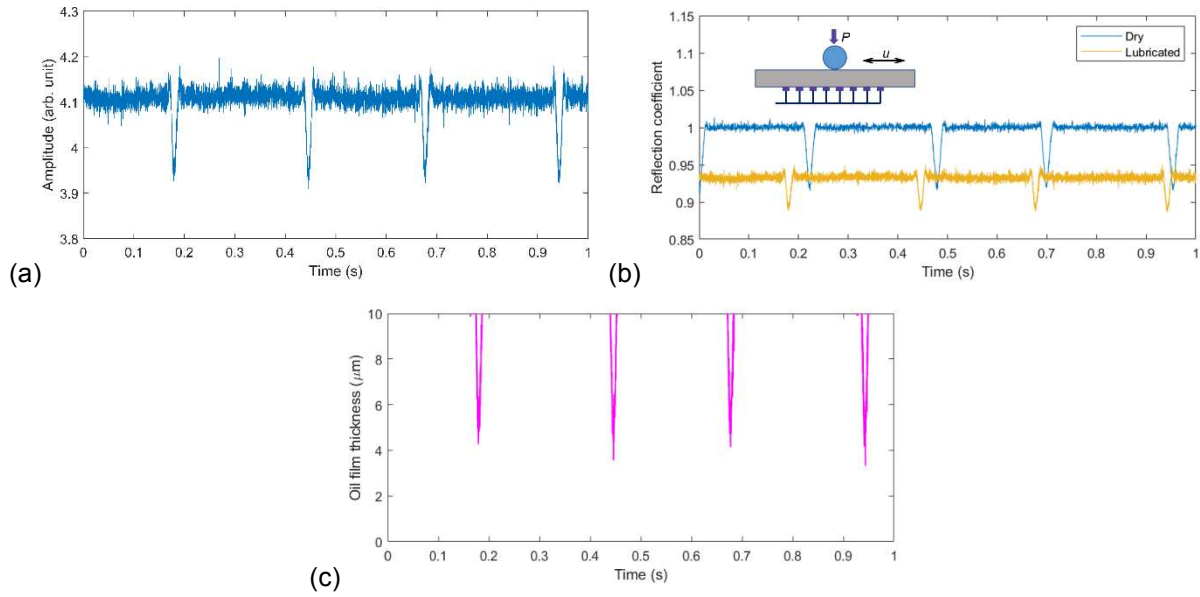 4.3
4.2
4.1
4
3.9
3.8
Amplitude (arb. unit)
0 0.1 0.2 0.3 0.4 0.5 0.6 0.7 0.8 0.9 1
Time (s)
(a)
1.15
1.1
1.05
1
0.95
0.9
0.85
Reflection coefficient
P
u
Dry
Lubricated
0 0.1 0.2 0.3 0.4 0.5 0.6 0.7 0.8 0.9 1
Time (s)
(b)
10
8
6
4
2
0
Oil film thickness (μm)
0 0.1 0.2 0.3 0.4 0.5 0.6 0.7 0.8 0.9 1
Time (s)
(c)